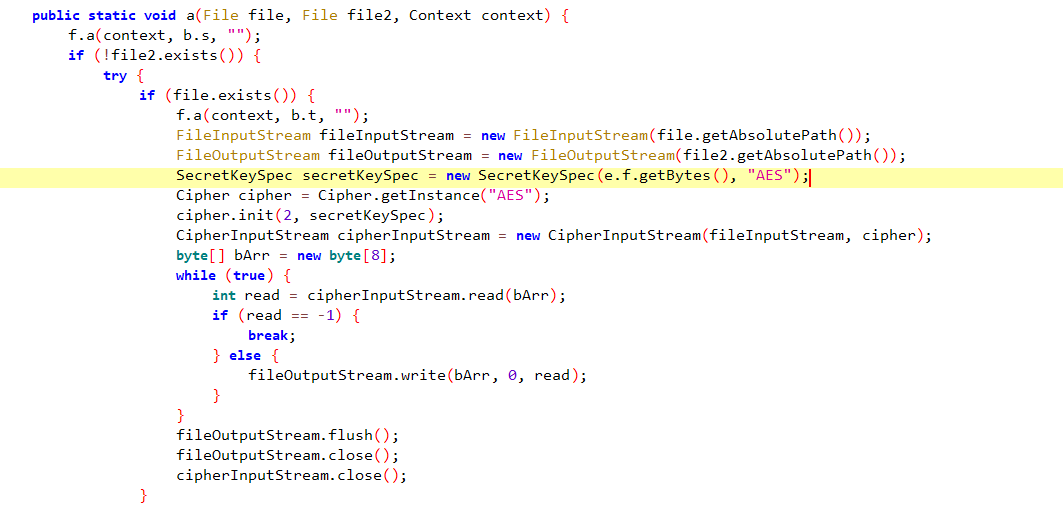 public static void a(File file, File file2, Context context) {
f.a(context, b.s, "");
if (!file2.exists()) {
try {
if (file.exists()) {
f.a(context, b.t, "");
FileInputStream fileInputStream = new FileInputStream(file.getAbsolutePath());
FileOutputStream fileOutputStream = new FileOutputStream(file2.getAbsolutePath());
SecretKeySpec secretKeySpec = new SecretKeySpec(e.f.getBytes(), "AES");
Cipher cipher = Cipher.getInstance("AES");
cipher.init(2, secretKeySpec);
CipherInputStream cipherInputStream = new CipherInputStream(fileInputStream, cipher);
byte[] bArr = new byte[8];
while (true) {
int read = cipherInputStream.read(bArr);
if (read == -1) {
break;
} else {
fileOutputStream.write(bArr, 0, read);
}
}
fileOutputStream.flush();
fileOutputStream.close();
cipherInputStream.close();
}